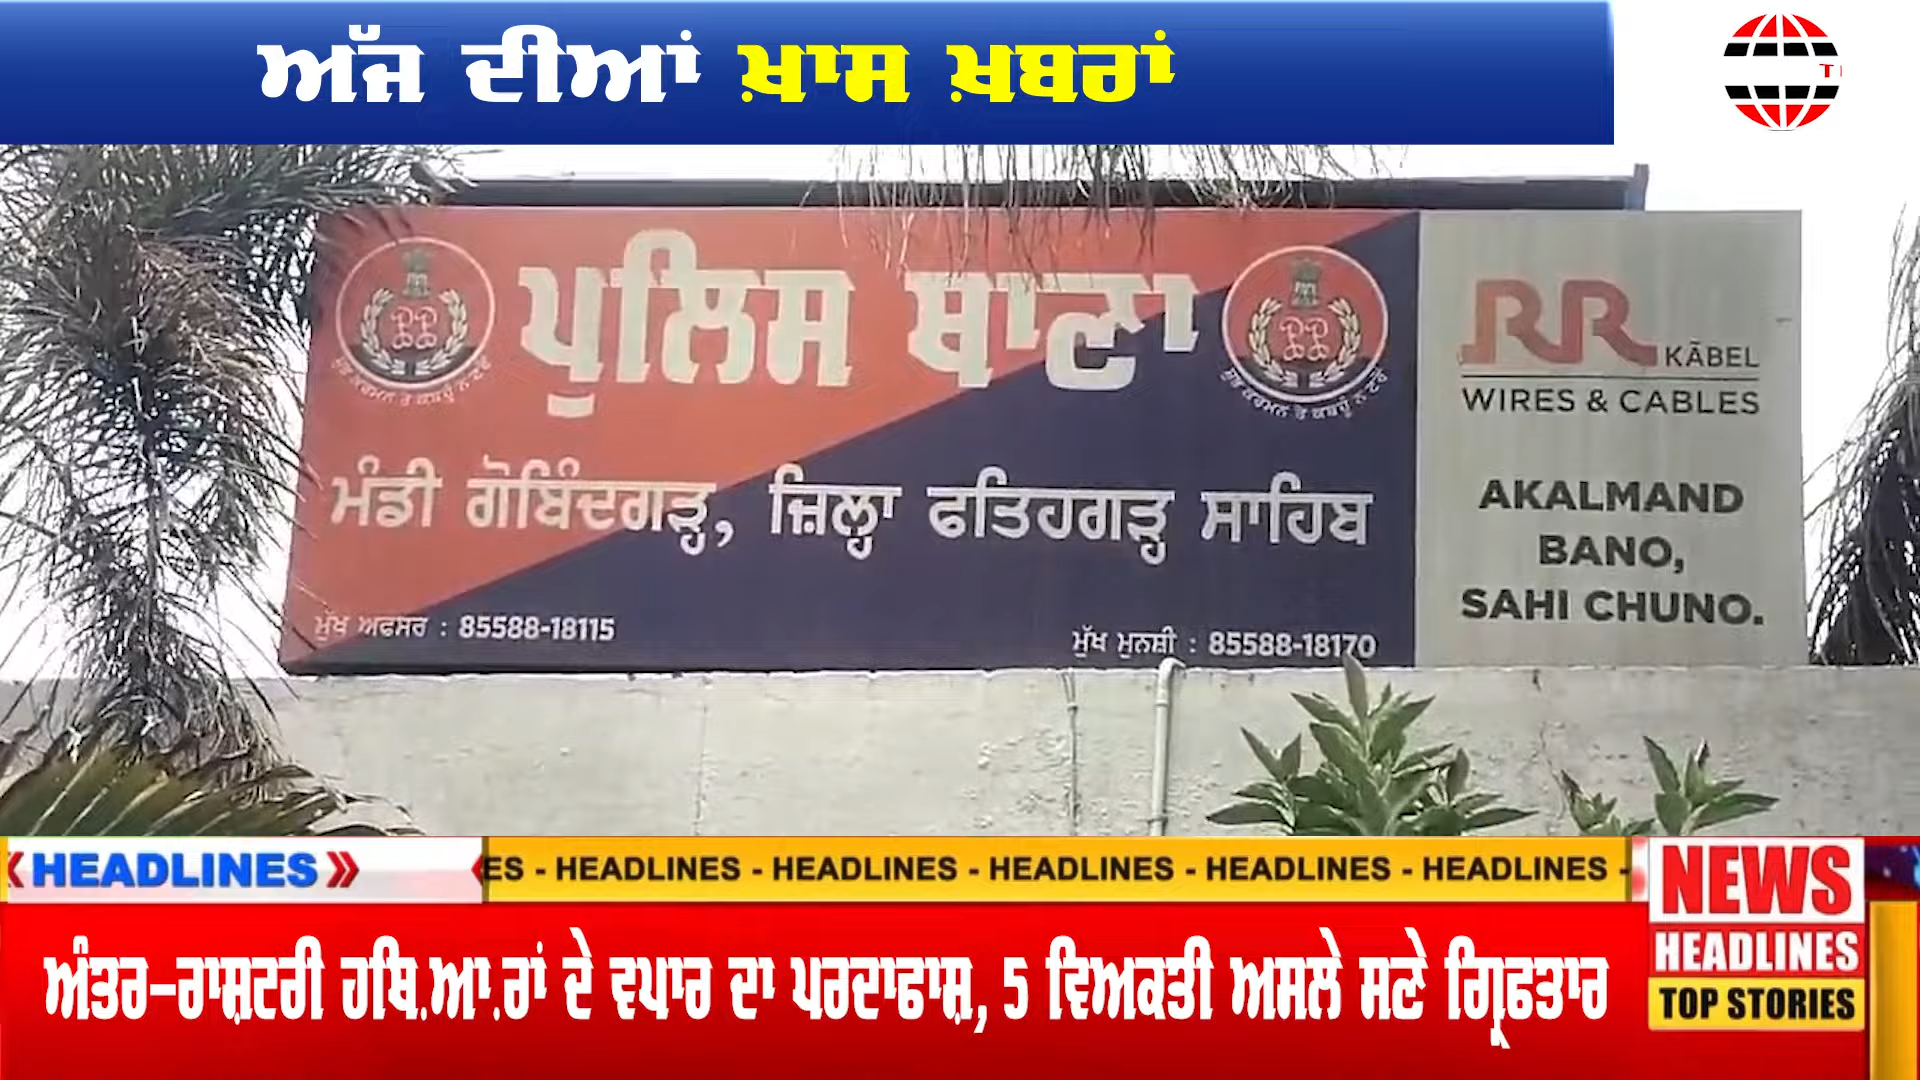 ਅੱਜ ਦੀਆਂ ਖ਼ਾਸ ਖ਼ਬਰਾਂ
ਪੁਲਿਸ ਥਾਣਾ
ਮੰਡੀ ਗੋਬਿੰਦਗੜ੍ਹ, ਜ਼ਿਲ੍ਹਾ ਫਤਿਹਗੜ੍ਹ ਸਾਹਿਬ
ਮੁੱਖ ਅਫਸਰ : 85588-18115
ਮੁੱਖ ਮੁਨਸ਼ੀ : 85588-18170
RR KÃBEL
WIRES & CABLES
AKALMAND
BANO,
SAHI CHUNO.
HEADLINES
ES - HEADLINES - HEADLINES - HEADLINES - HEADLINES - HEADLINES -
NEWS
HEADLINES
TOP STORIES
ਅੰਤਰ-ਰਾਸ਼ਟਰੀ ਹਥਿ.ਆ.ਰਾਂ ਦੇ ਵਪਾਰ ਦਾ ਪਰਦਾਫਾਸ਼, 5 ਵਿਅਕਤੀ ਅਸਲੇ ਸਣੇ ਗ੍ਰਿਫਤਾਰ